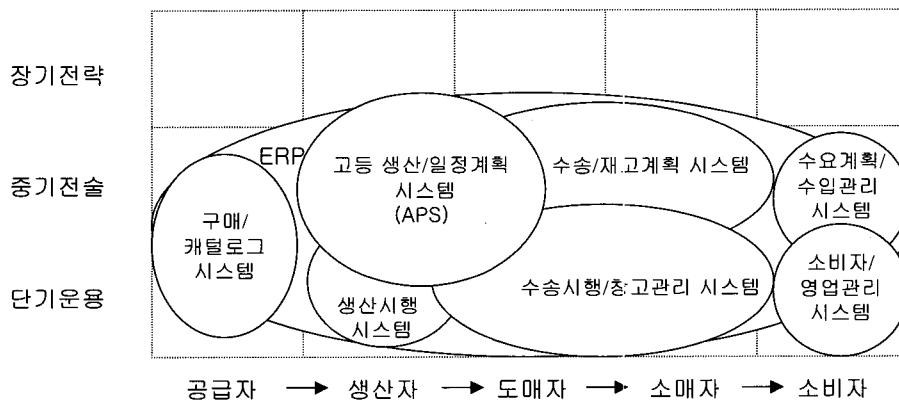 장기전략
중기전술
단기운용
ERP
구매/
캐털로그
시스템
고등 생산/일정계획
시스템
(APS)
생산시행
시스템
수송/재고계획 시스템
수송시행/창고관리 시스템
수요계획/
수입관리
시스템
소비자/
영업관리
시스템
공급자 → 생산자 → 도매자 → 소매자 → 소비자